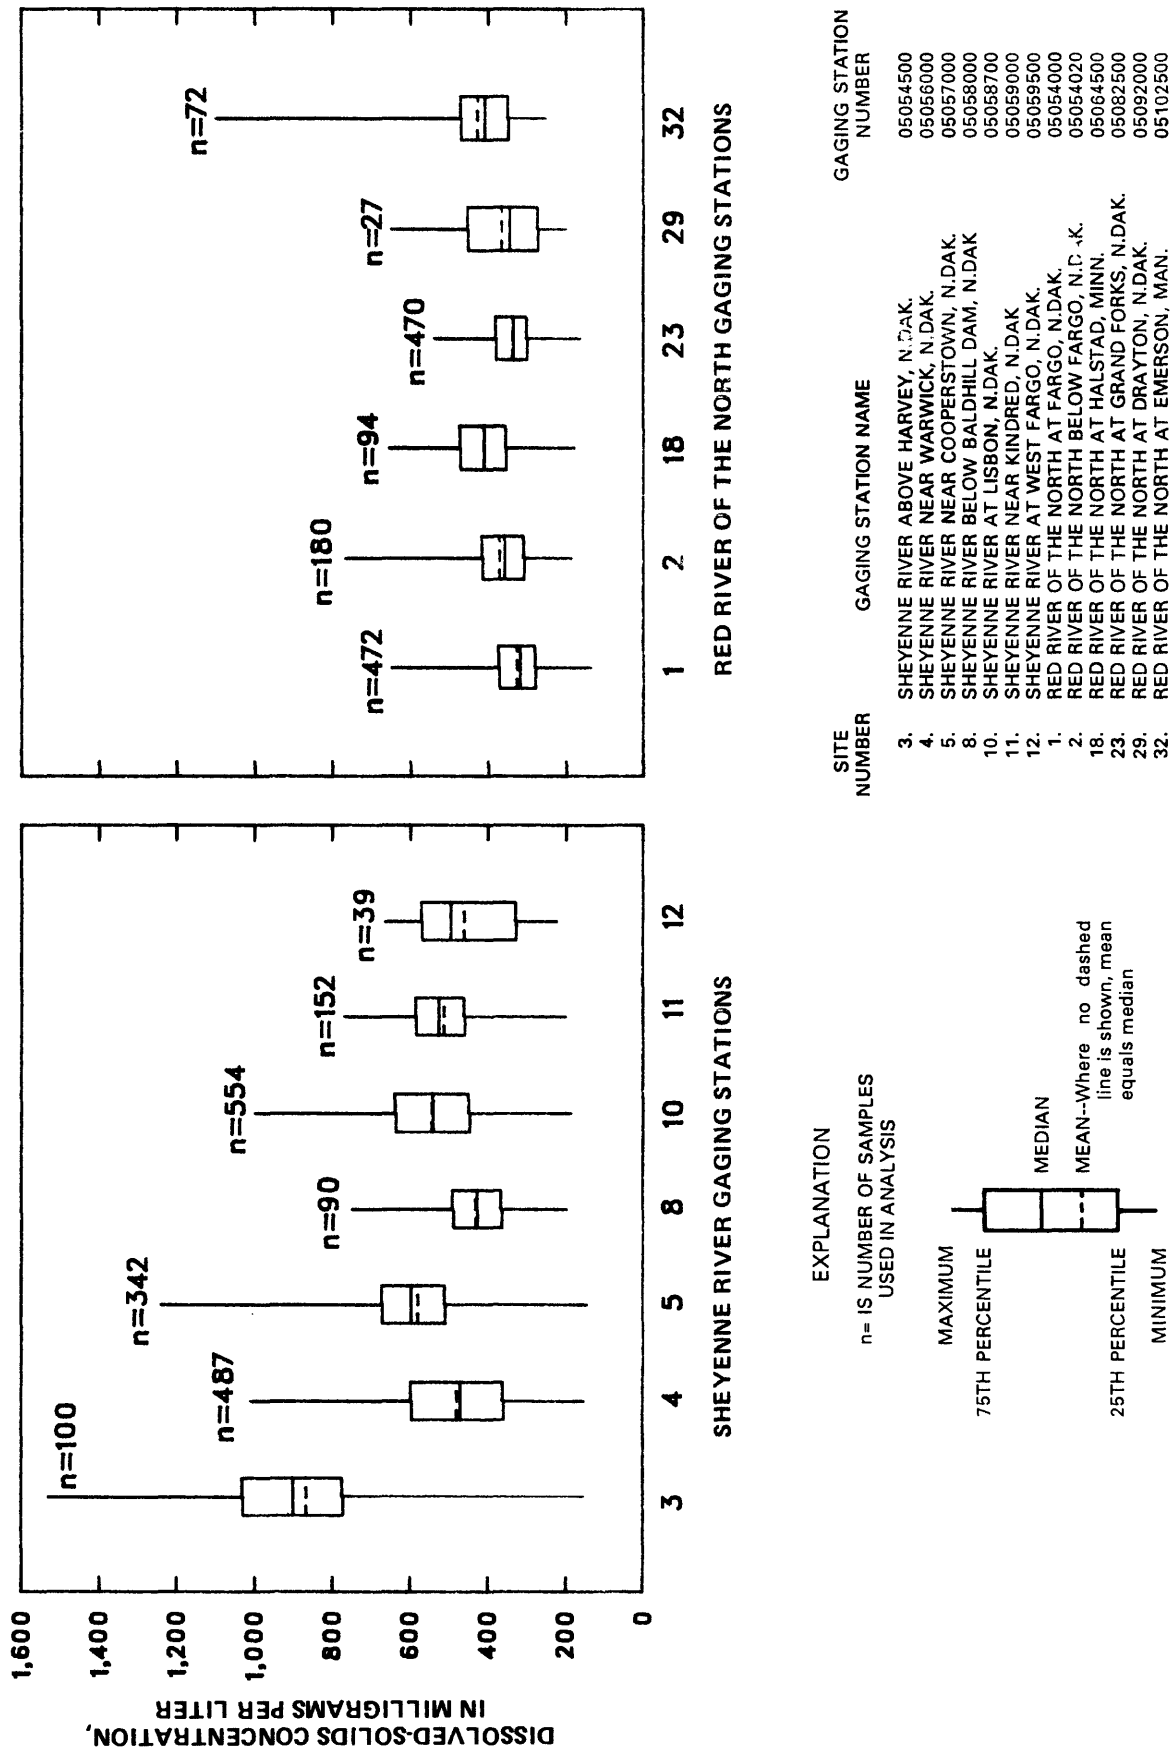 DISSOLVED-SOLIDS CONCENTRATION,
IN MILLIGRAMS PER LITER
1,600
1,400
1,200
1,000
800
600
400
200
0
n=100
n=487
n=342
n=90
n=554
n=152
n=39
3
4
5
8
10
11
12
SHEYENNE RIVER GAGING STATIONS
n=472
n=180
n=94
n=470
n=27
n=72
1
2
18
23
29
32
RED RIVER OF THE NORTH GAGING STATIONS
EXPLANATION
n= IS NUMBER OF SAMPLES
USED IN ANALYSIS
MAXIMUM
75TH PERCENTILE
MEDIAN
MEAN--Where no dashed
line is shown, mean
equals median
25TH PERCENTILE
MINIMUM
SITE NUMBER GAGING STATION NAME GAGING STATION NUMBER
3. SHEYENNE RIVER ABOVE HARVEY, N.DAK. 05054500
4. SHEYENNE RIVER NEAR WARWICK, N.DAK. 05056000
5. SHEYENNE RIVER NEAR COOPERSTOWN, N.DAK. 05057000
8. SHEYENNE RIVER BELOW BALDHILL DAM, N.DAK 05058000
10. SHEYENNE RIVER AT LISBON, N.DAK. 05058700
11. SHEYENNE RIVER NEAR KINDRED, N.DAK 05059000
12. SHEYENNE RIVER AT WEST FARGO, N.DAK. 05059500
1. RED RIVER OF THE NORTH AT FARGO, N.DAK. 05054000
2. RED RIVER OF THE NORTH BELOW FARGO, 05054020
18. RED RIVER OF THE NORTH AT HALSTAD, MINN. 05064500
23. RED RIVER OF THE NORTH AT GRAND FORKS, N.DAK. 05082500
29. RED RIVER OF THE NORTH AT DRAYTON, N.DAK. 05092000
32. RED RIVER OF THE NORTH AT EMERSON, MAN. 05102500